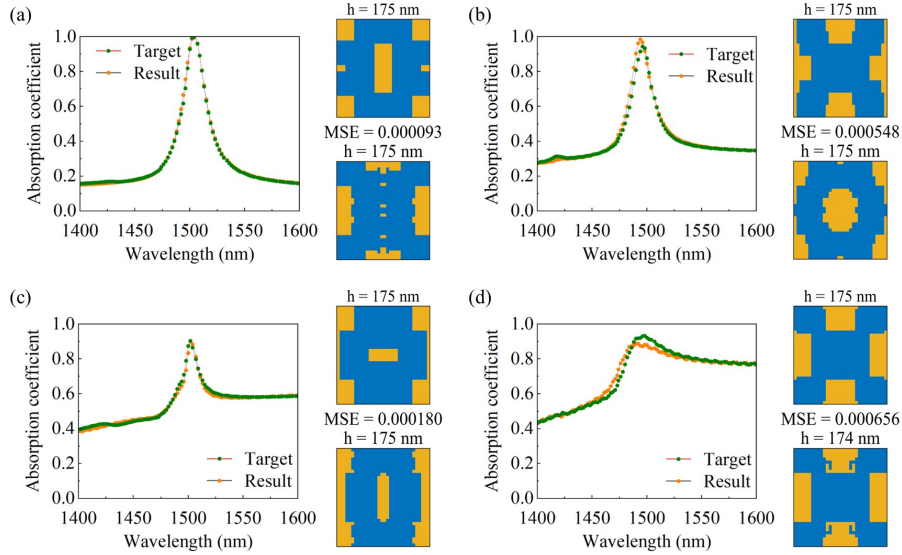 (a)
h = 175 nm
1.0
Target
Result
0.8
0.6
0.4
0.2
0.0
Absorption coefficient
1400 1450 1500 1550 1600
Wavelength (nm)
MSE = 0.000093
h = 175 nm
(b)
h = 175 nm
1.0
Target
Result
0.8
0.6
0.4
0.2
0.0
Absorption coefficient
1400 1450 1500 1550 1600
Wavelength (nm)
MSE = 0.000548
h = 175 nm
(c)
h = 175 nm
1.0
0.8
0.6
0.4
0.2
0.0
Absorption coefficient
Target
Result
1400 1450 1500 1550 1600
Wavelength (nm)
MSE = 0.000180
h = 175 nm
(d)
h = 175 nm
1.0
0.8
0.6
0.4
0.2
0.0
Absorption coefficient
Target
Result
1400 1450 1500 1550 1600
Wavelength (nm)
MSE = 0.000656
h = 174 nm